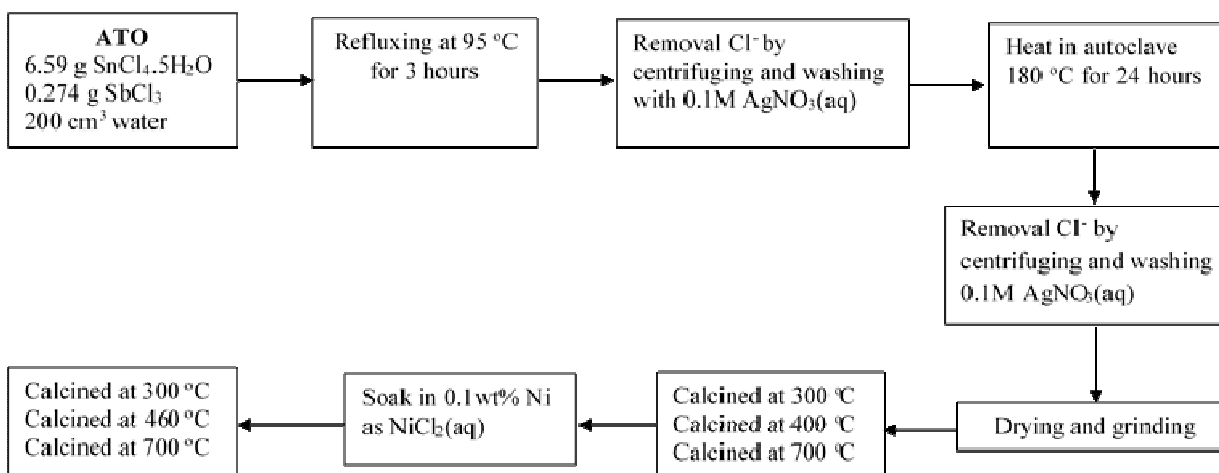 ATO
6.59 g SnCl₄.5H₂O
0.274 g SbCl₃
200 cm³ water
Refluxing at 95 °C
for 3 hours
Removal Cl⁻ by
centrifuging and washing
with 0.1M AgNO₃(aq)
Heat in autoclave
180 °C for 24 hours
Removal Cl⁻ by
centrifuging and washing
0.1M AgNO₃(aq)
Drying and grinding
Calcined at 300 °C
Calcined at 400 °C
Calcined at 700 °C
Soak in 0.1wt% Ni
as NiCl₂(aq)
Calcined at 300 °C
Calcined at 460 °C
Calcined at 700 °C